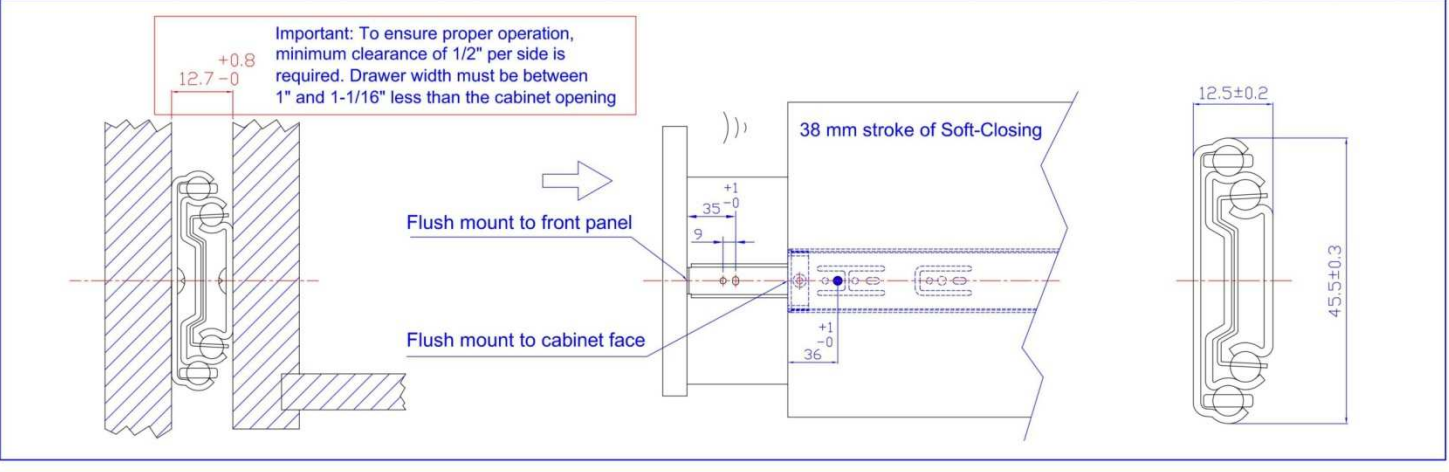 Important: To ensure proper operation,
minimum clearance of 1/2" per side is
required. Drawer width must be between
1" and 1-1/16" less than the cabinet opening
+0.8
12.7 -0
38 mm stroke of Soft-Closing
+1
35 -0
9
Flush mount to front panel
Flush mount to cabinet face
+1
-0
36
12.5±0.2
45.5±0.3